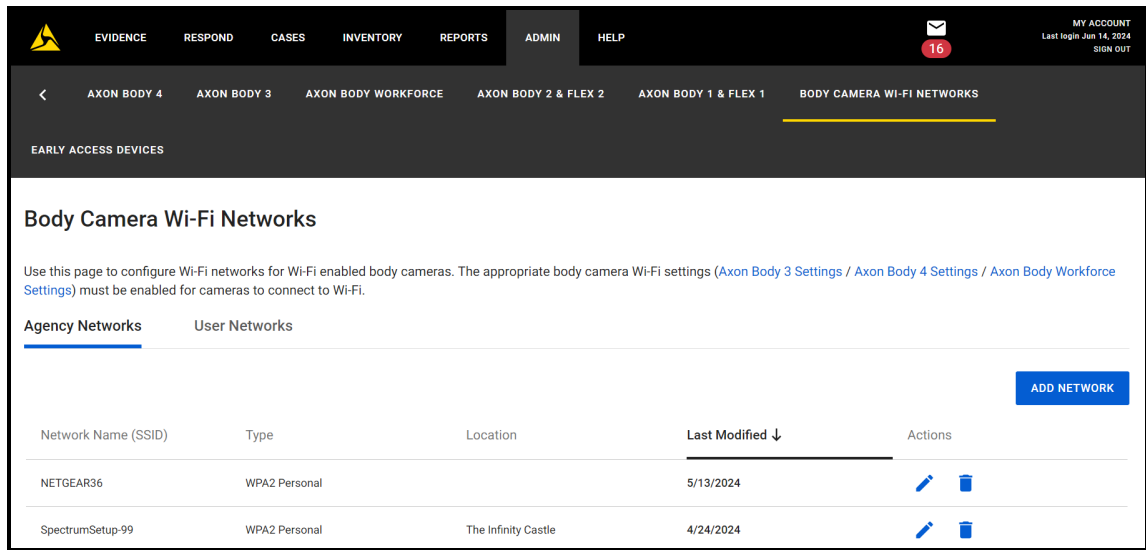 EVIDENCE RESPOND CASES INVENTORY REPORTS ADMIN HELP
16
MY ACCOUNT
Last login Jun 14, 2024
SIGN OUT
AXON BODY 4 AXON BODY 3 AXON BODY WORKFORCE AXON BODY 2 & FLEX 2 AXON BODY 1 & FLEX 1 BODY CAMERA WI-FI NETWORKS
EARLY ACCESS DEVICES
Body Camera Wi-Fi Networks
Use this page to configure Wi-Fi networks for Wi-Fi enabled body cameras. The appropriate body camera Wi-Fi settings (Axon Body 3 Settings / Axon Body 4 Settings / Axon Body Workforce
Settings) must be enabled for cameras to connect to Wi-Fi.
Agency Networks User Networks
ADD NETWORK
Network Name (SSID) Type Location Last Modified Actions
NETGEAR36 WPA2 Personal 5/13/2024
SpectrumSetup-99 WPA2 Personal The Infinity Castle 4/24/2024